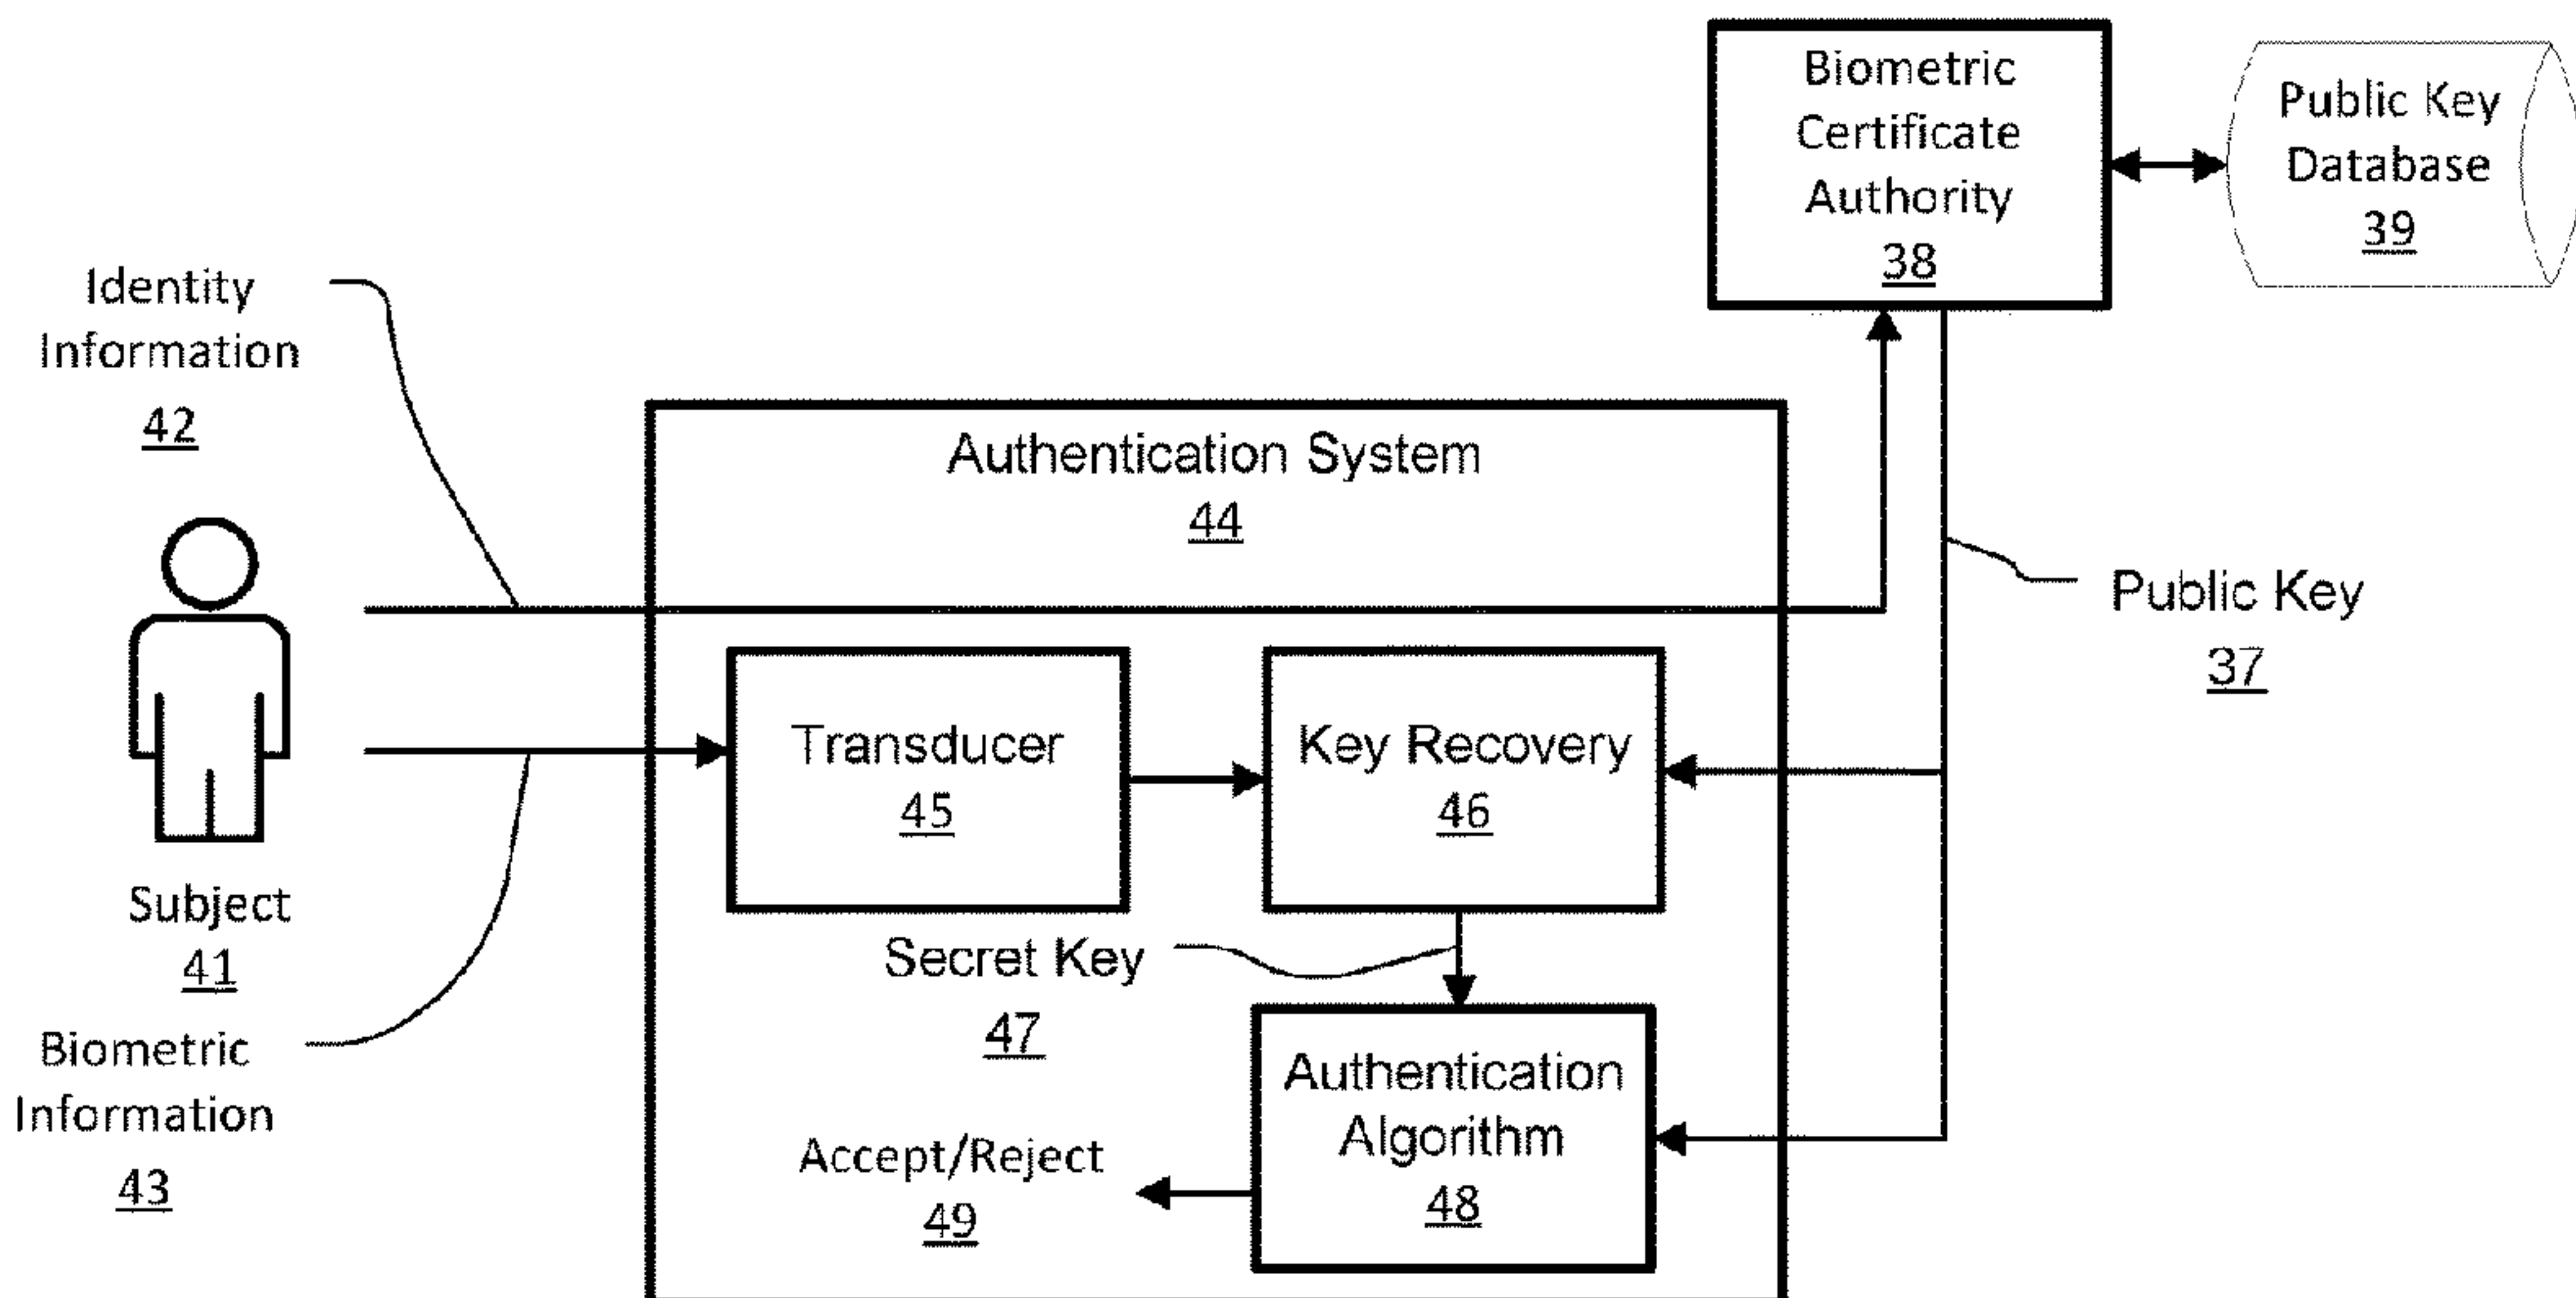 Biometric
Certificate
Authority
38
Public Key
Database
39
Identity
Information
42
Authentication System
44
Public Key
37
Transducer
45
Key Recovery
46
Subject
41
Secret Key
47
Biometric
Information
43
Authentication
Algorithm
48
Accept/Reject
49